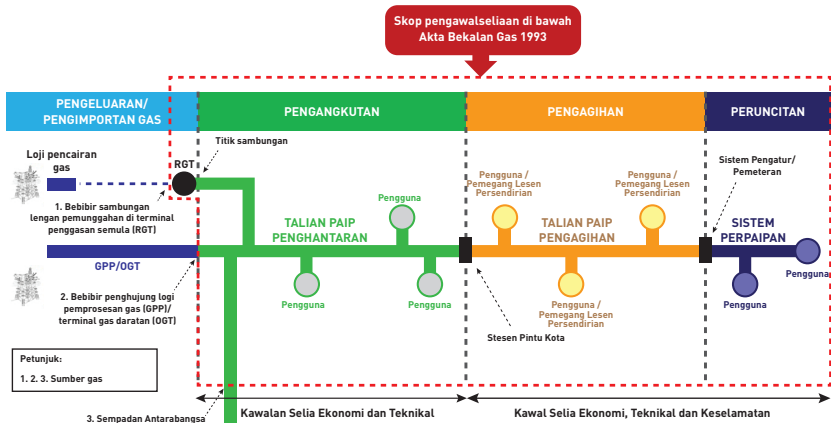 Skop pengawalseliaan di bawah
Akta Bekalan Gas 1993
PENGELUARAN/
PENGIMPORTAN GAS
PENGANGKUTAN
PENGAGIHAN
PERUNCITAN
Loji pencairan
gas
RGT
Titik sambungan
1. Bebibir sambungan
lengan pemunggahan di terminal
penggasan semula (RGT)
GPP/OGT
2. Bebibir penghujung logi
pemprosesan gas (GPP)/
terminal gas daratan (OGT)
TALIAN PAIP
PENGHANTARAN
Pengguna
Pengguna
Pengguna
Pengguna /
Pemegang Lesen
Persendirian
Pengguna /
Pemegang Lesen
Persendirian
TALIAN PAIP
PENGAGIHAN
Pengguna /
Pemegang Lesen
Persendirian
Stesen Pintu Kota
Sistem Pengatur/
Pemeteran
SISTEM
PERPAIPAN
Pengguna
Pengguna
Petunjuk:
1. 2. 3. Sumber gas
3. Sempadan Antarabangsa
Kawalan Selia Ekonomi dan Teknikal
Kawal Selia Ekonomi, Teknikal dan Keselamatan